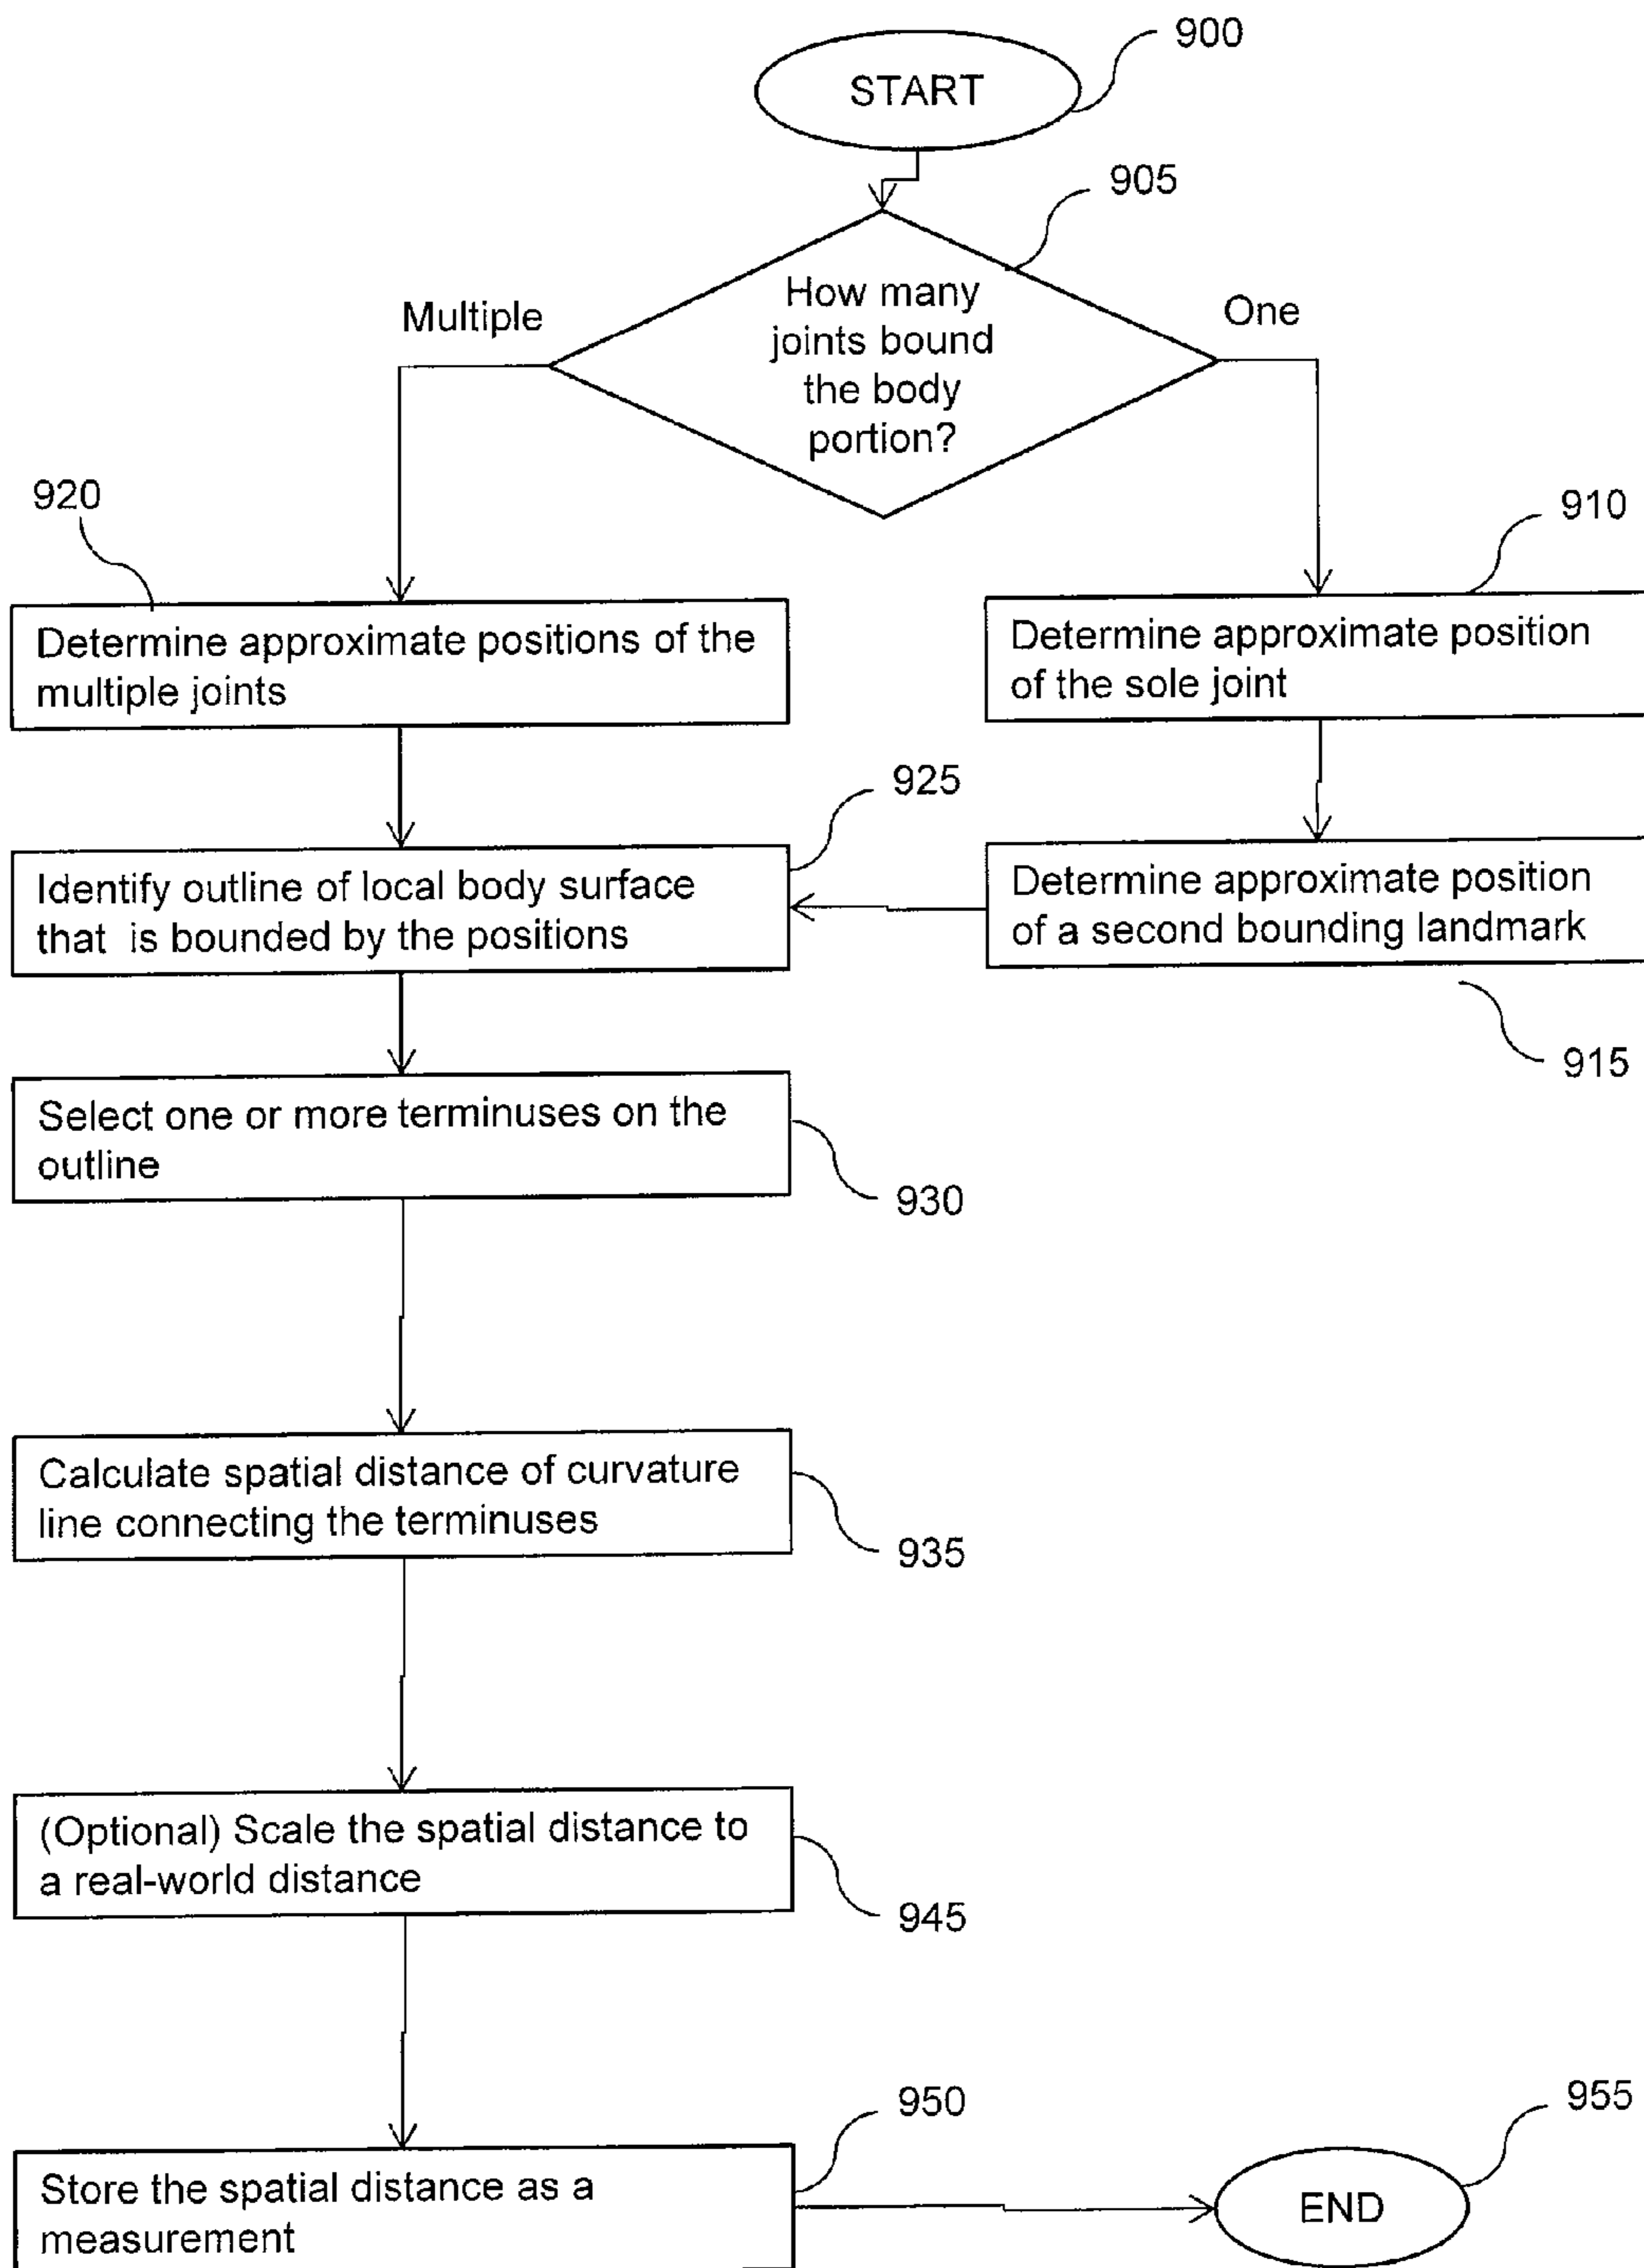 900
START
905
How many
joints bound
the body
portion?
Multiple
One
920
910
Determine approximate positions of the
multiple joints
Determine approximate position
of the sole joint
925
Identify outline of local body surface
that is bounded by the positions
Determine approximate position
of a second bounding landmark
915
Select one or more terminuses on the
outline
930
Calculate spatial distance of curvature
line connecting the terminuses
935
(Optional) Scale the spatial distance to
a real-world distance
945
950
955
Store the spatial distance as a
measurement
END